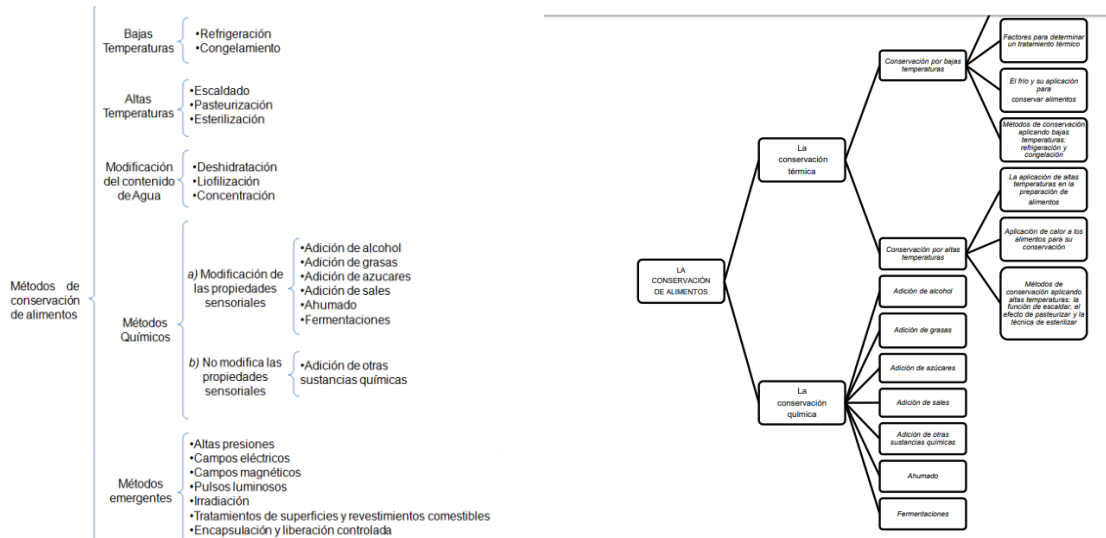 Métodos de
conservación
de alimentos
Bajas
Temperaturas
•Refrigeración
•Congelamiento
Altas
Temperaturas
•Escaldado
•Pasteurización
•Esterilización
Modificación
del contenido
de Agua
•Deshidratación
•Liofilización
•Concentración
Métodos
Químicos
a) Modificación de
las propiedades
sensoriales
•Adición de alcohol
•Adición de grasas
•Adición de azucares
•Adición de sales
•Ahumado
•Fermentaciones
b) No modifica las
propiedades
sensoriales
•Adición de otras
sustancias químicas
Métodos
emergentes
•Altas presiones
•Campos eléctricos
•Campos magnéticos
•Pulsos luminosos
•Irradiación
•Tratamientos de superficies y revestimientos comestibles
•Encapsulación y liberación controlada
LA
CONSERVACIÓN
DE ALIMENTOS
La
conservación
térmica
Conservación por bajas
temperaturas
Factores para determinar
un tratamiento térmico
El frío y su aplicación
para
conservar alimentos
Métodos de conservación
aplicando bajas
temperaturas:
refrigeración y
congelación
Conservación por altas
temperaturas
La aplicación de altas
temperaturas en la
preparación de
alimentos
Aplicación de calor a los
alimentos para su
conservación
Métodos de
conservación aplicando
altas temperaturas: la
función de escaldar, el
efecto de pasteurizar y la
técnica de esterilizar
La
conservación
química
Adición de alcohol
Adición de grasas
Adición de azúcares
Adición de sales
Adición de otras
sustancias químicas
Ahumado
Fermentaciones